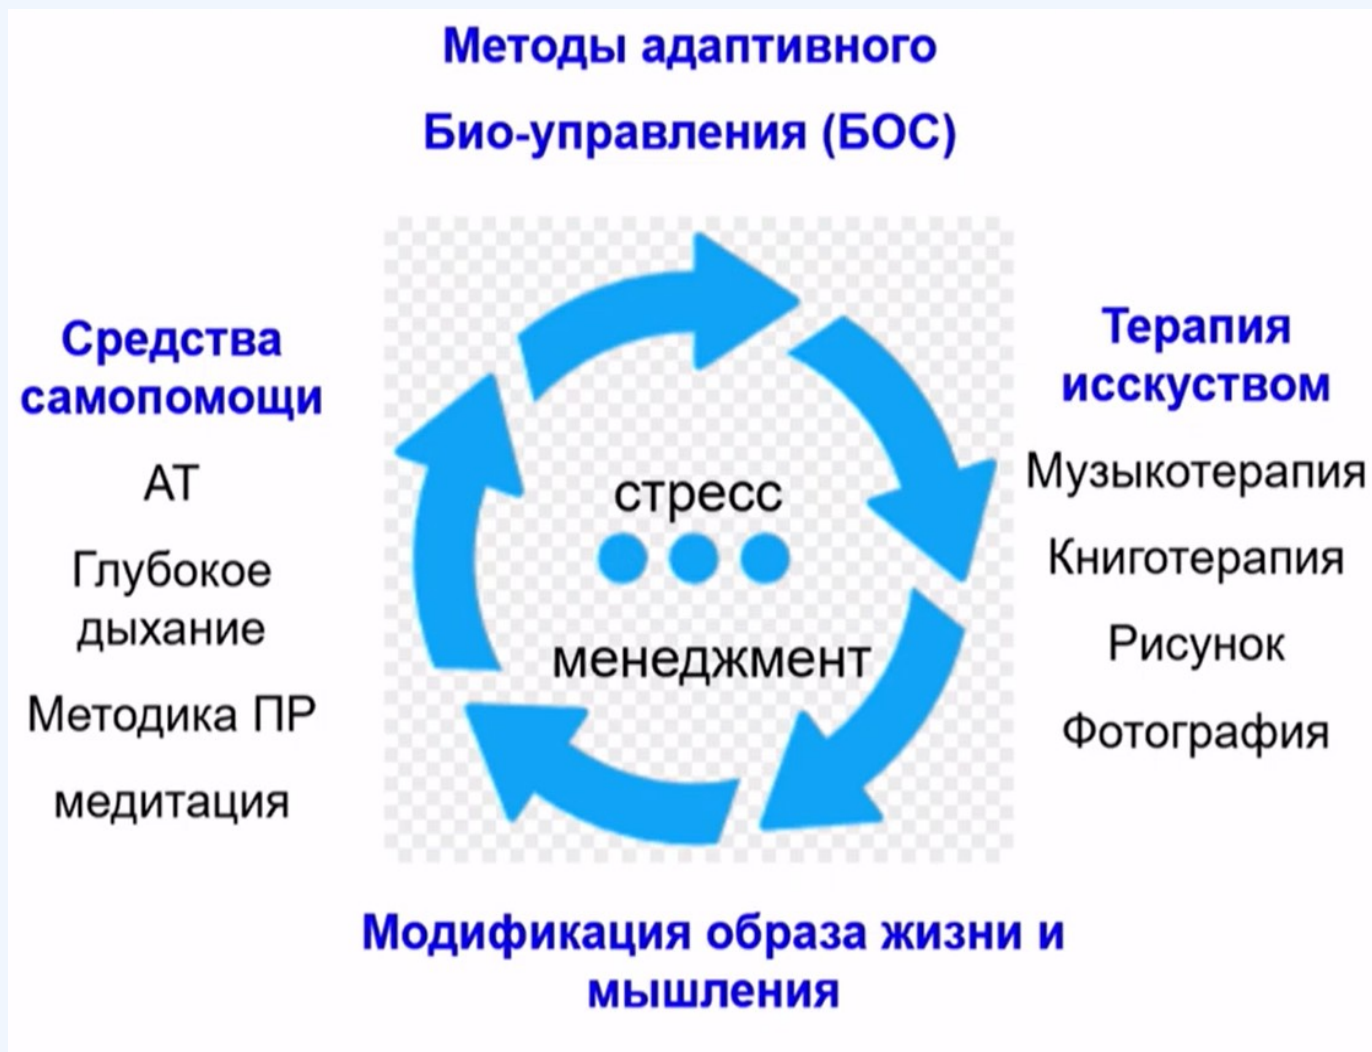 Методы адаптивного
Био-управления (БОС)
Средства
самопомощи
АТ
Глубокое
дыхание
Методика ПР
медитация
стресс
менеджмент
Терапия
исскуством
Музыкотерапия
Книготерапия
Рисунок
Фотография
Модификация образа жизни и
мышления